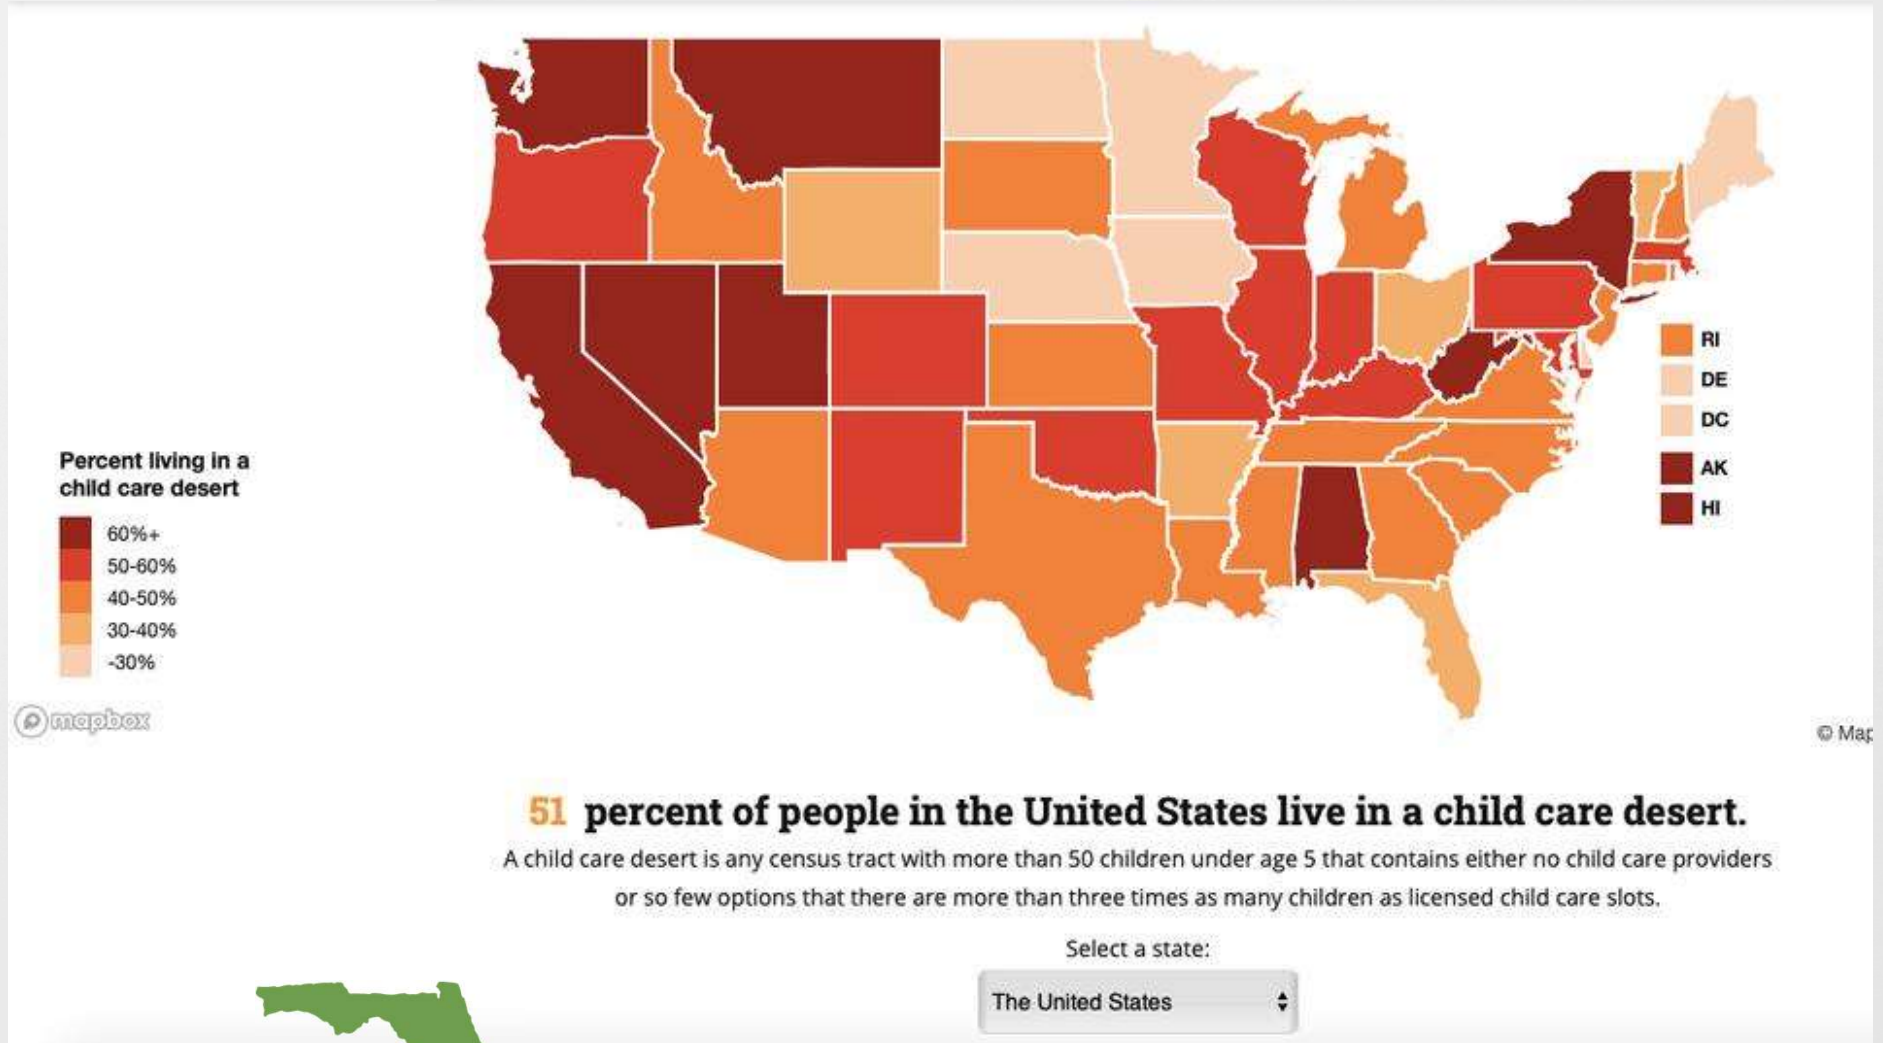 RI
DE
DC
AK
HI
Percent living in a
child care desert
60%+
50-60%
40-50%
30-40%
-30%
mapbox
© Map
51 percent of people in the United States live in a child care desert.
A child care desert is any census tract with more than 50 children under age 5 that contains either no child care providers
or so few options that there are more than three times as many children as licensed child care slots.
Select a state:
The United States